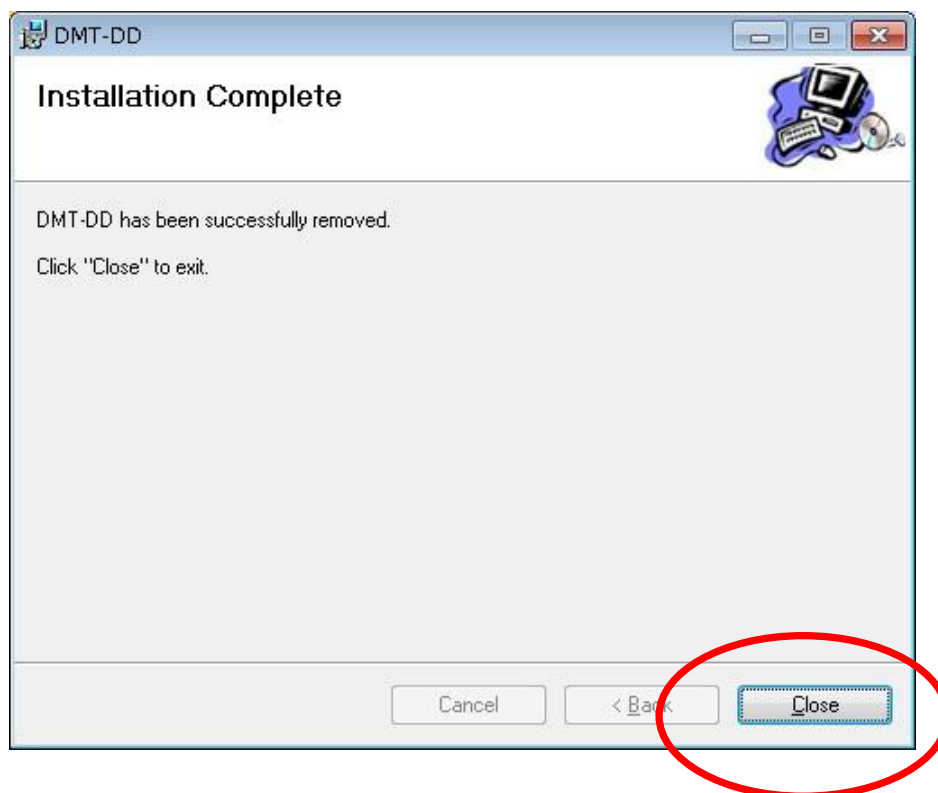 DMT-DD
Installation Complete
DMT-DD has been successfully removed.
Click "Close" to exit.
Cancel
< Back
Close